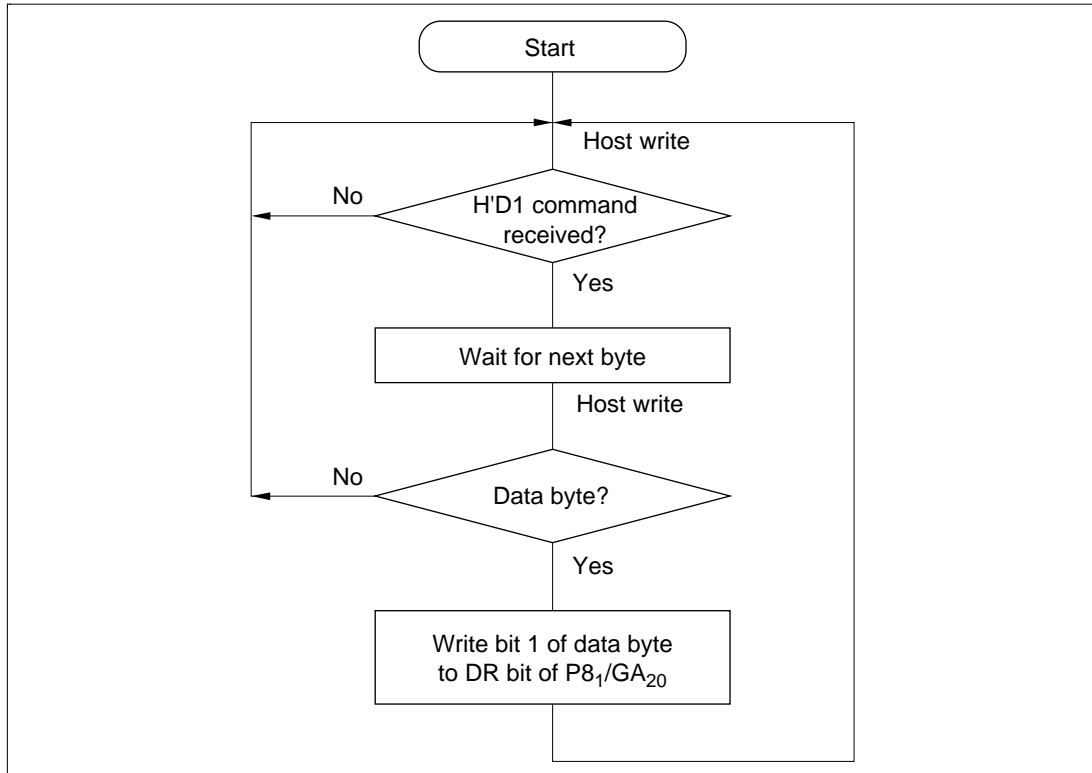 Start
Host write
No
H'D1 command
received?
Yes
Wait for next byte
Host write
No
Data byte?
Yes
Write bit 1 of data byte
to DR bit of P8₁/GA₂₀